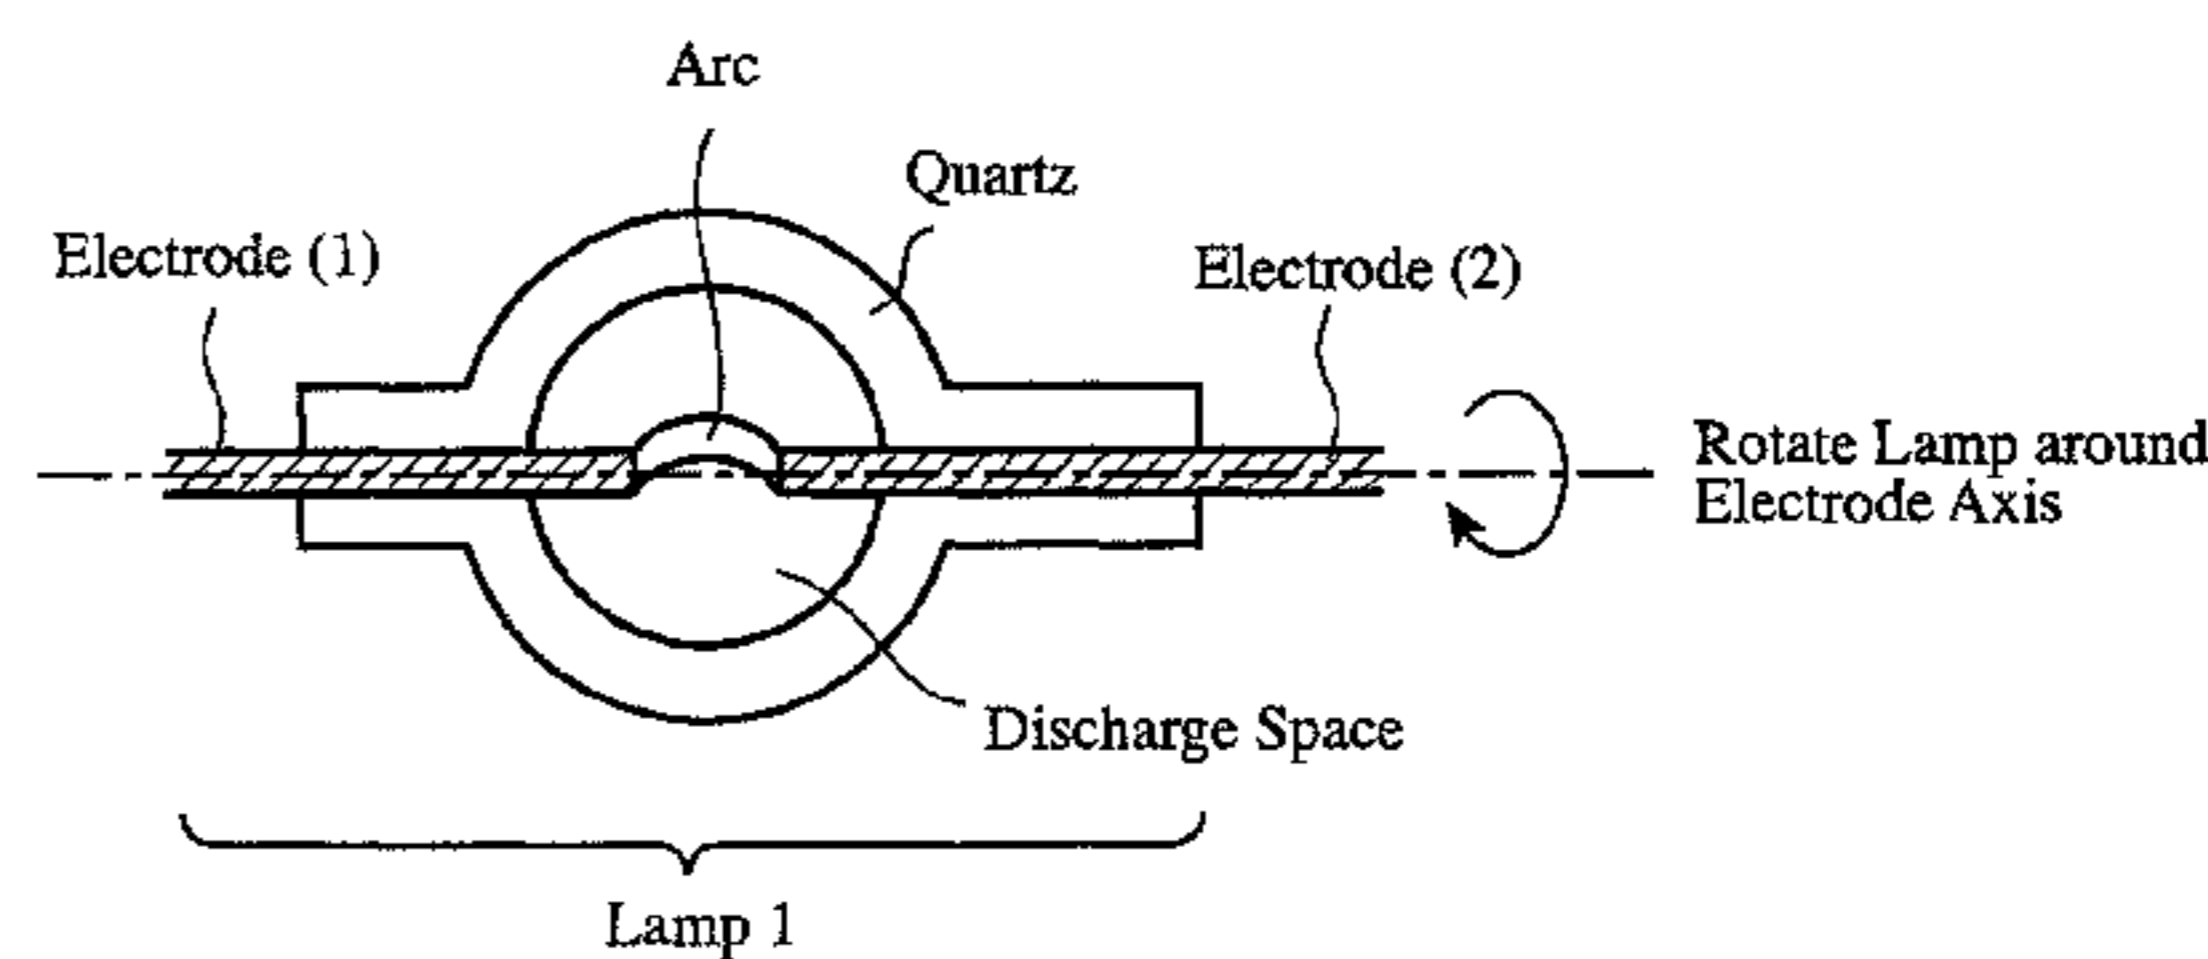 Arc
Quartz
Electrode (1)
Electrode (2)
Rotate Lamp around
Electrode Axis
Discharge Space
Lamp 1